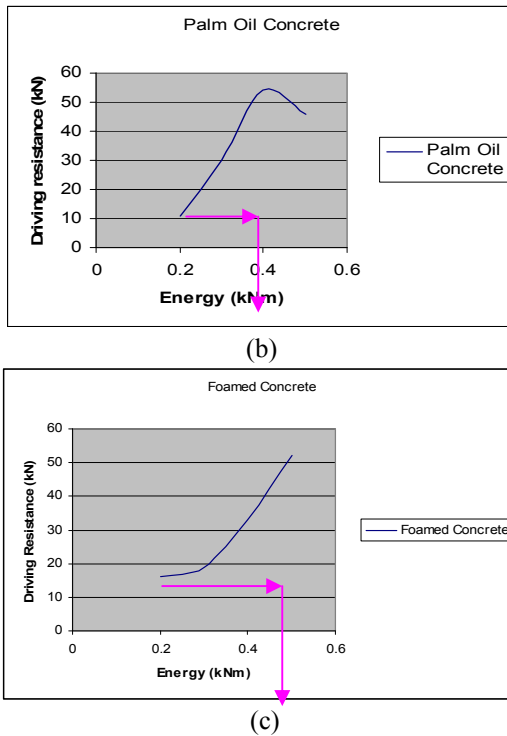 Palm Oil Concrete
60
50
40
30
20
10
0
0 0.2 0.4 0.6
Driving resistance (kN)
Energy (kNm)
Palm Oil
Concrete
(b)
Foamed Concrete
60
50
40
30
20
10
0
0 0.2 0.4 0.6
Driving Resistance (kN)
Energy (kNm)
Foamed Concrete
(c)